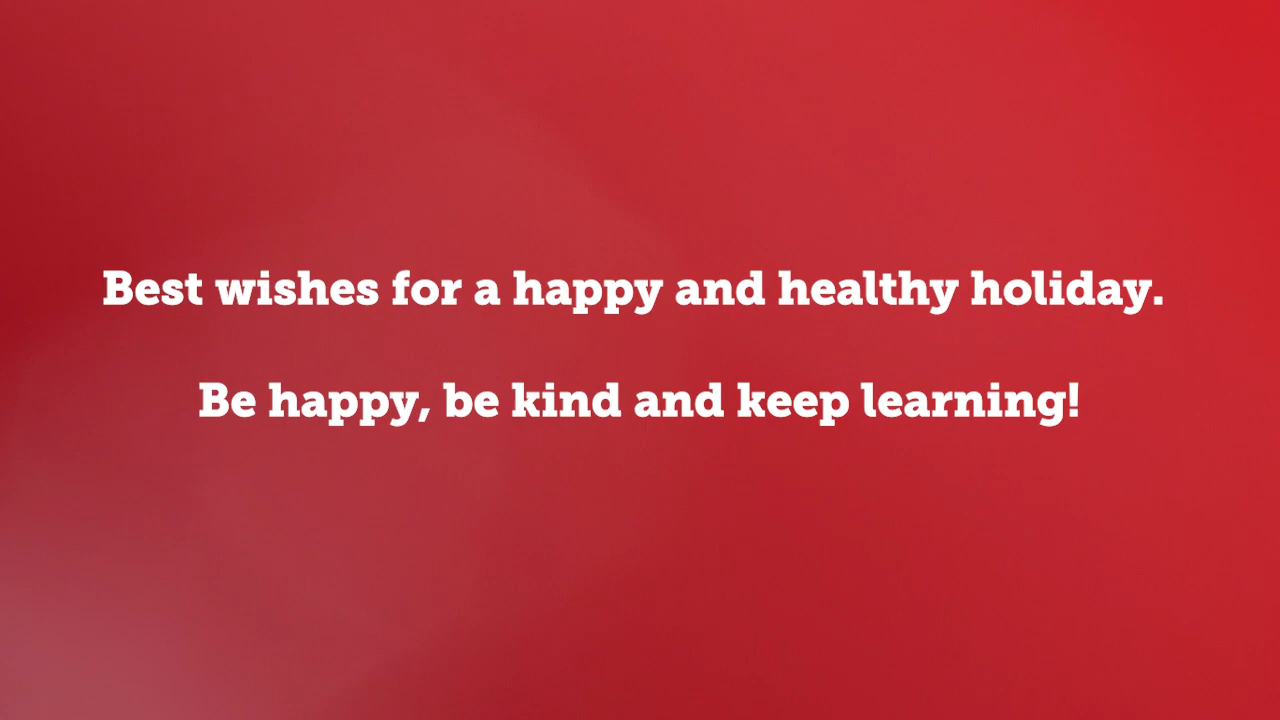 Best wishes for a happy and healthy holiday.
Be happy, be kind and keep learning!